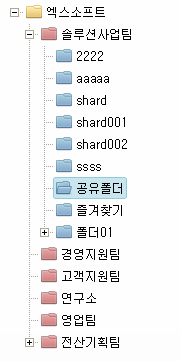 엑스소프트
솔루션사업팀
2222
aaaaa
shard
shard001
shard002
ssss
공유폴더
즐겨찾기
폴더01
경영지원팀
고객지원팀
연구소
영업팀
전산기획팀